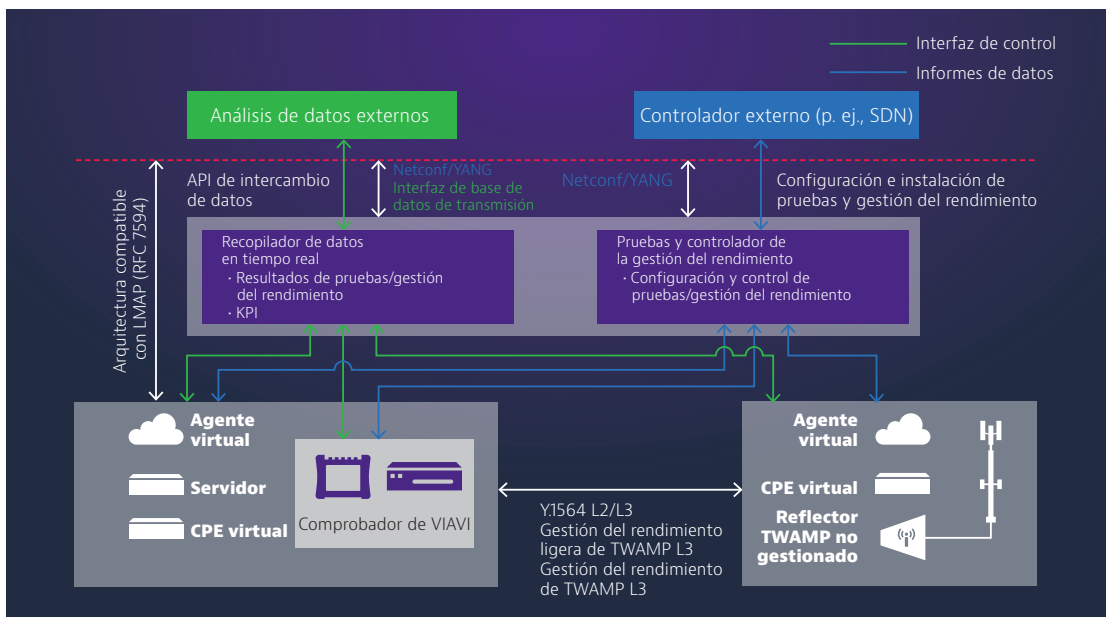 Interfaz de control
Informes de datos
Análisis de datos externos
Controlador externo (p. ej., SDN)
API de intercambio
de datos
Netconf/YANG
Interfaz de base de
datos de transmisión
Netconf/YANG
Configuración e instalación de
pruebas y gestión del rendimiento
Arquitectura compatible
con LMAP (RFC 7594)
Recopilador de datos
en tiempo real
· Resultados de pruebas/gestión
del rendimiento
· KPI
Pruebas y controlador de
la gestión del rendimiento
· Configuración y control de
pruebas/gestión del rendimiento
Agente
virtual
Servidor
CPE virtual
Comprobador de VIAVI
Y.1564 L2/L3
Gestión del rendimiento
ligera de TWAMP L3
Gestión del rendimiento
de TWAMP L3
Agente
virtual
CPE virtual
Reflector
TWAMP no
gestionado